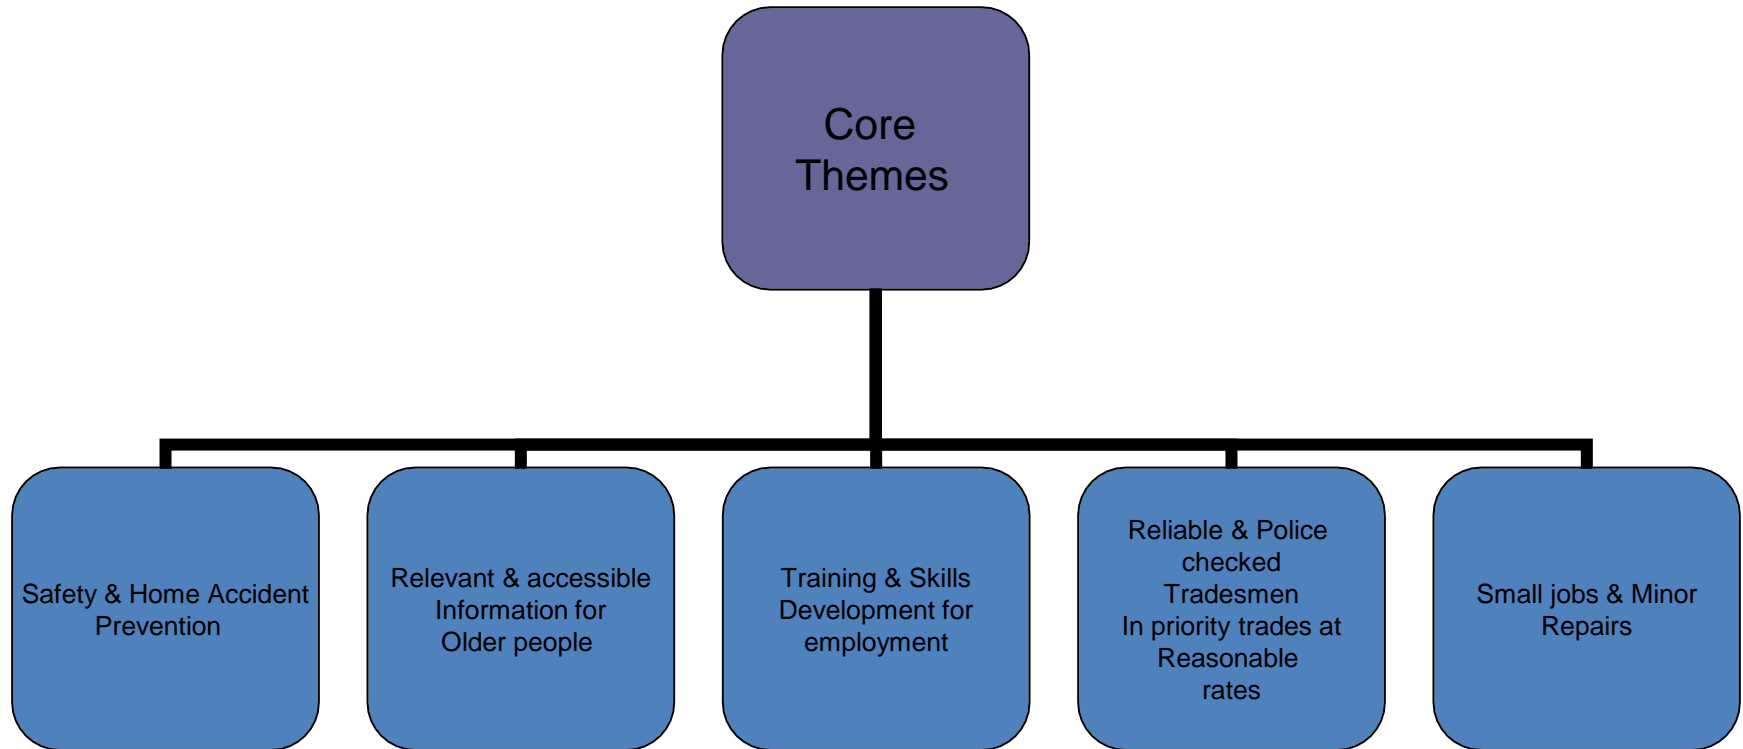 Core
Themes
Safety & Home Accident
Prevention
Relevant & accessible
Information for
Older people
Training & Skills
Development for
employment
Reliable & Police
checked
Tradesmen
In priority trades at
Reasonable
rates
Small jobs & Minor
Repairs